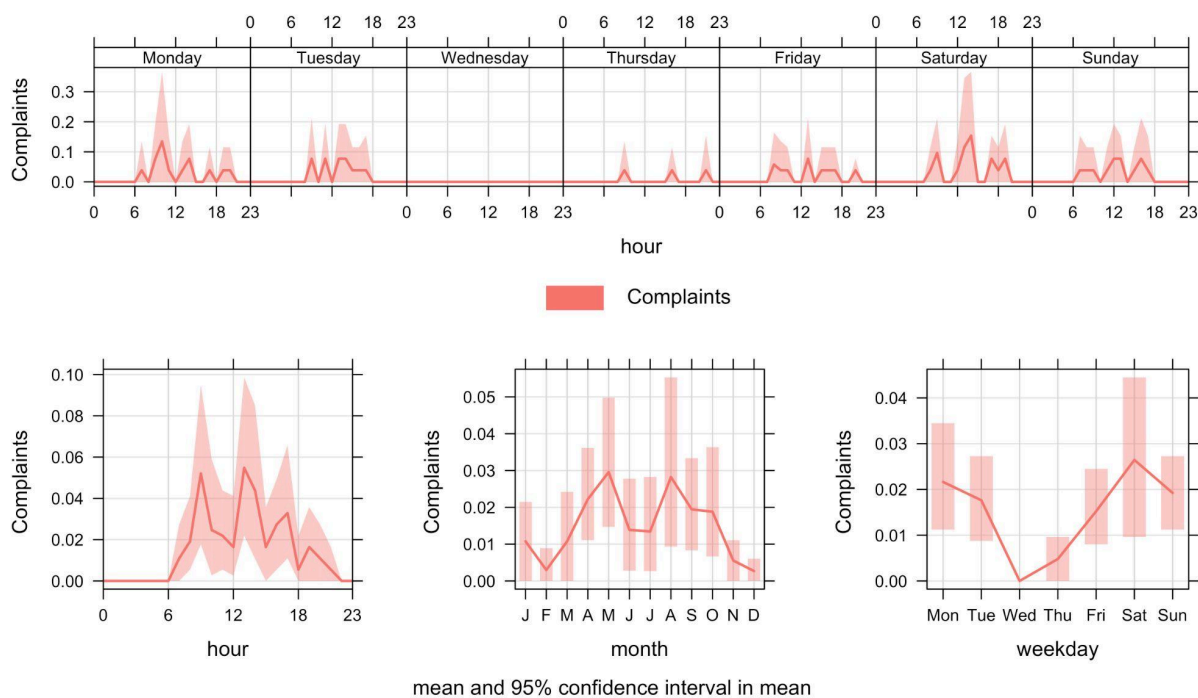 0 12 18 23 0 12 18 23 0 12 18 23
Monday Tuesday Wednesday Thursday Friday Saturday Sunday
Complaints
0.3
0.2
0.1
0.0
0 6 12 18 23 0 6 12 18 23 0 6 12 18 23 0 6 12 18 23
hour
Complaints
Complaints
0.10
0.08
0.06
0.04
0.02
0.00
0 6 12 18 23
hour
Complaints
0.05
0.04
0.03
0.02
0.01
0.00
J F M A M J J A S O N D
month
Complaints
0.04
0.03
0.02
0.01
0.00
Mon Tue Wed Thu Fri Sat Sun
weekday
mean and 95% confidence interval in mean